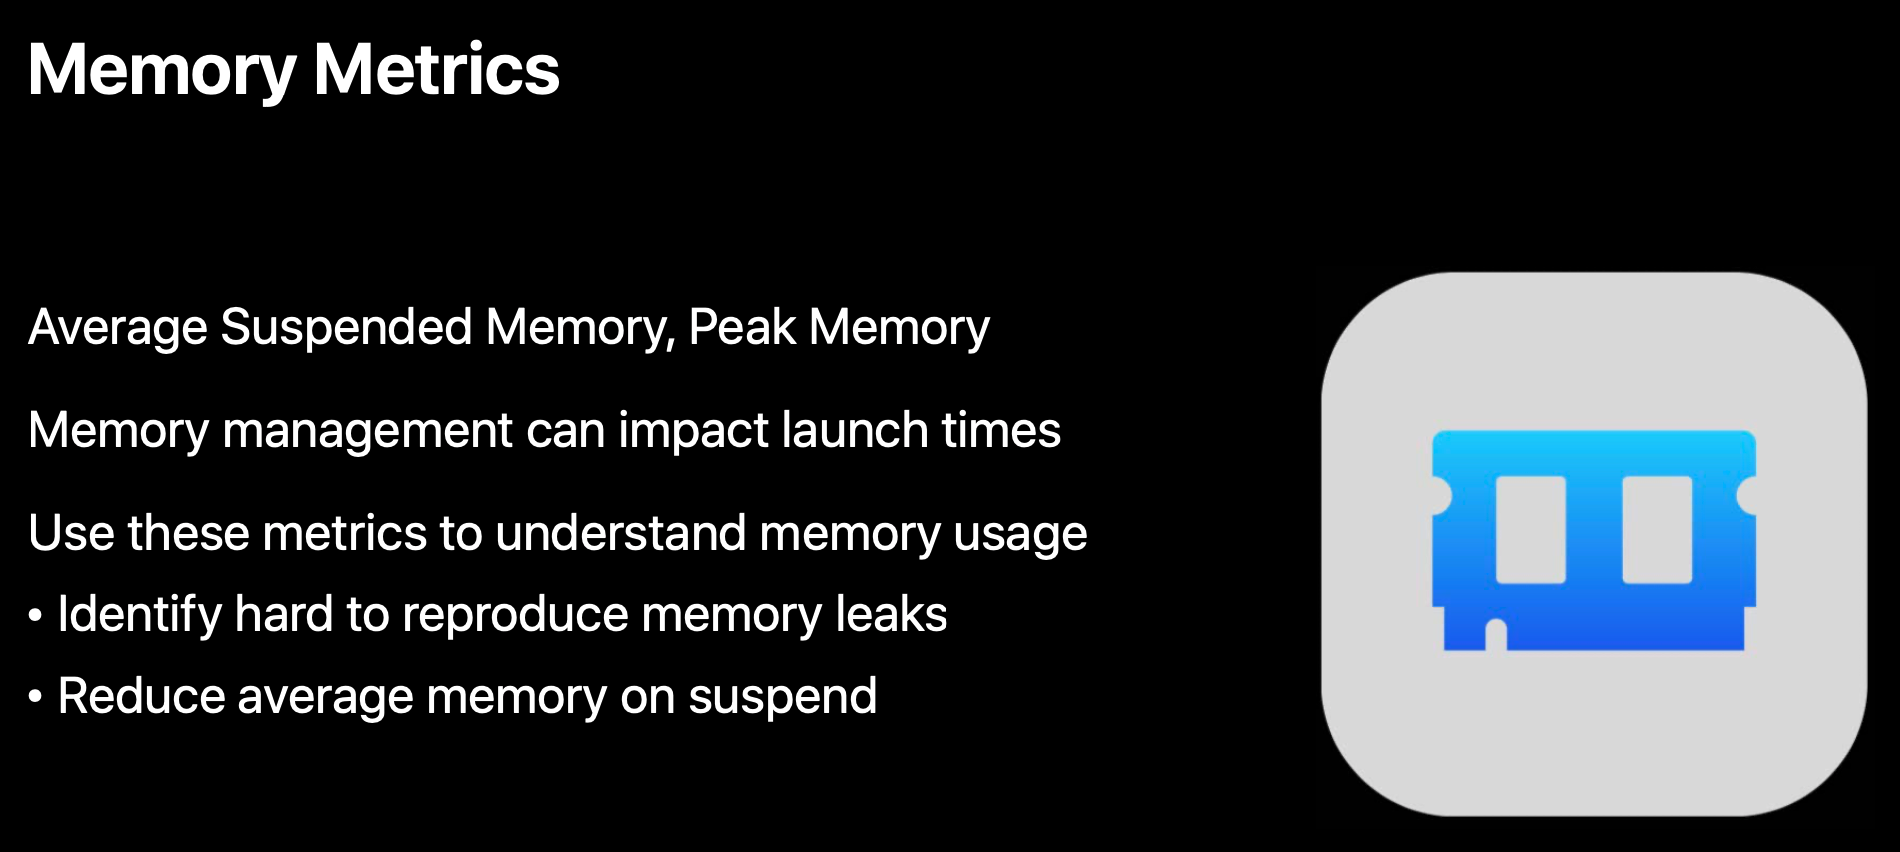 Memory Metrics
Average Suspended Memory, Peak Memory
Memory management can impact launch times
Use these metrics to understand memory usage
• Identify hard to reproduce memory leaks
• Reduce average memory on suspend